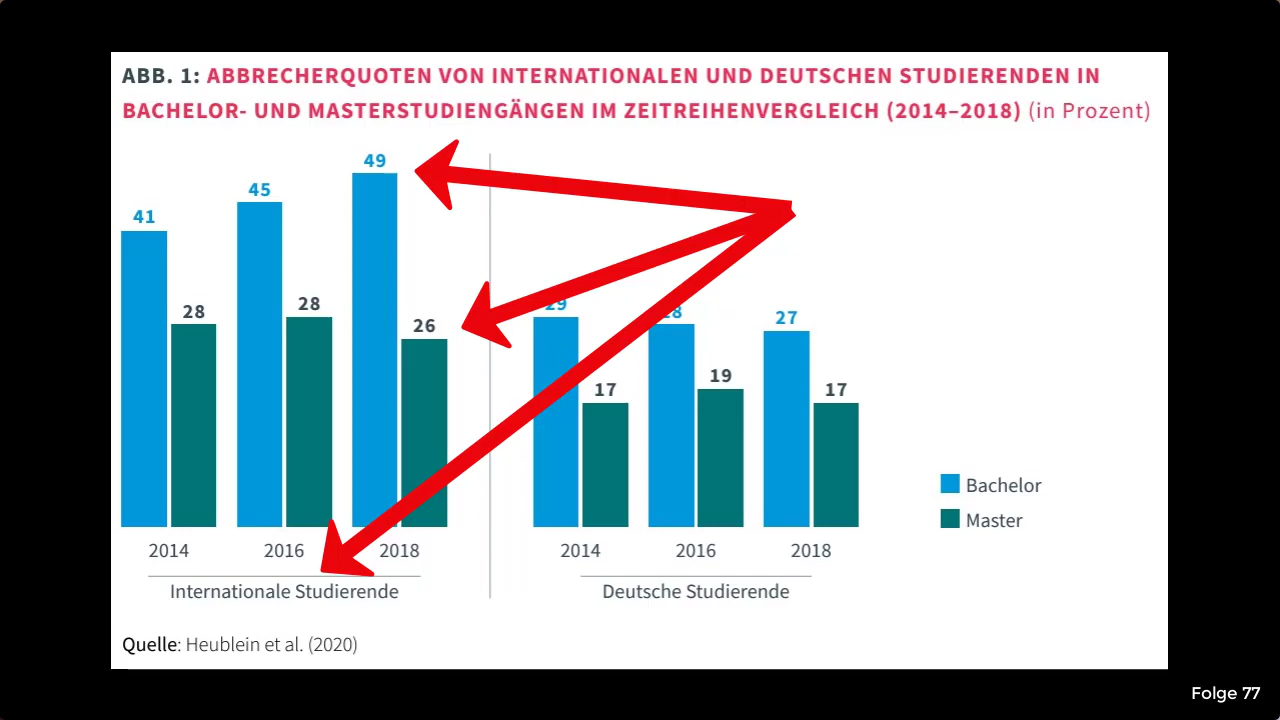 ABB. 1: ABBRECHERQUOTEN VON INTERNATIONALEN UND DEUTSCHEN STUDIERENDEN IN
BACHELOR- UND MASTERSTUDIENGÄNGEN IM ZEITREIHENVERGLEICH (2014–2018) (in Prozent)
49
45
41
28
28
26
29
28
27
17
19
17
Bachelor
Master
2014 2016 2018 2014 2016 2018
Internationale Studierende Deutsche Studierende
Quelle: Heublein et al. (2020)
Folge 77